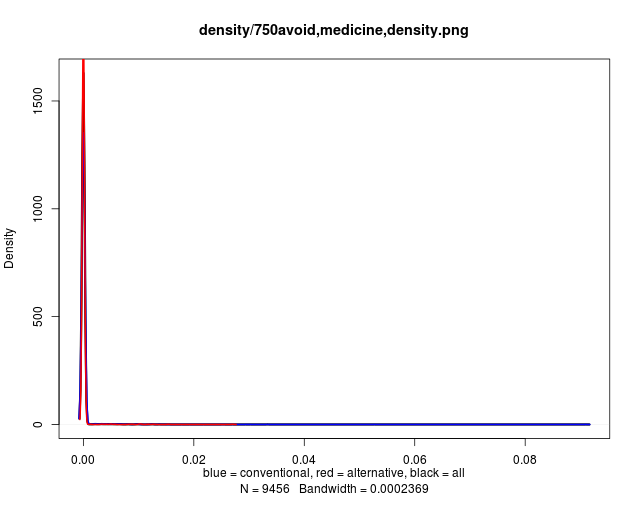 density/750avoid,medicine,density.png
Density
1500
1000
500
0
0.00 0.02 0.04 0.06 0.08
blue = conventional, red = alternative, black = all
N = 9456 Bandwidth = 0.0002369